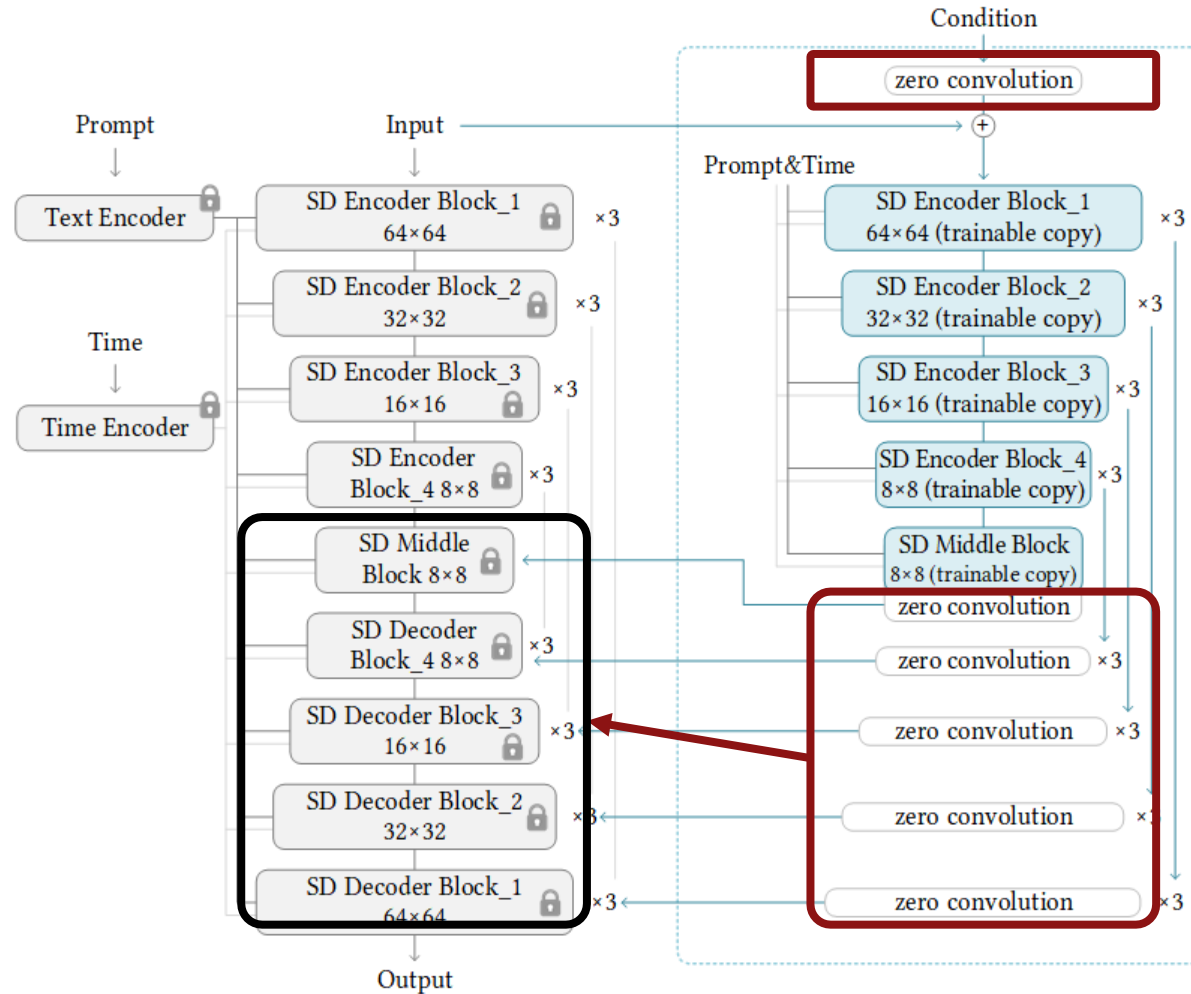 Condition
zero convolution
+
Prompt
Input
Prompt&Time
Text Encoder
SD Encoder Block_1
64×64
×3
SD Encoder Block_2
32×32
×3
Time
SD Encoder Block_3
16×16
×3
Time Encoder
SD Encoder
Block_4 8×8
×3
SD Middle
Block 8×8
SD Decoder
Block_4 8×8
×3
SD Decoder Block_3
16×16
×3
SD Decoder Block_2
32×32
×3
SD Decoder Block_1
64×64
×3
Output
SD Encoder Block_1
64×64 (trainable copy)
×3
SD Encoder Block_2
32×32 (trainable copy)
×3
SD Encoder Block_3
16×16 (trainable copy)
×3
SD Encoder Block_4
8×8 (trainable copy)
×3
SD Middle Block
8×8 (trainable copy)
zero convolution
zero convolution
×3
zero convolution
×3
zero convolution
×3
zero convolution
×3